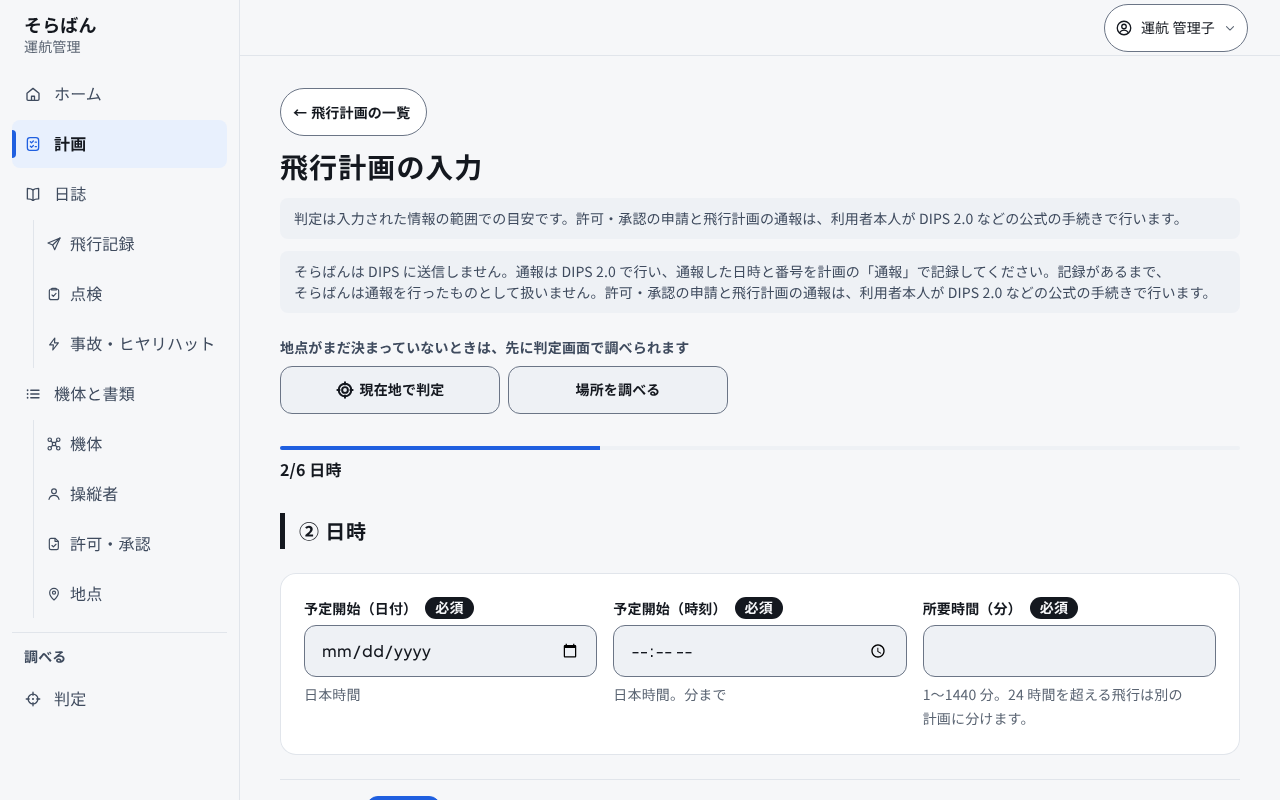 そらばん
運航管理
運航 管理子
ホーム
計画
日誌
飛行記録
点検
事故・ヒヤリハット
機体と書類
機体
操縦者
許可・承認
地点
調べる
判定
← 飛行計画の一覧
飛行計画の入力
判定は入力された情報の範囲での目安です。許可・承認の申請と飛行計画の通報は、利用者本人が DIPS 2.0 などの公式の手続きで行います。
そらばんは DIPS に送信しません。通報は DIPS 2.0 で行い、通報した日時と番号を計画の「通報」で記録してください。記録があるまで、
そらばんは通報を行ったものとして扱いません。許可・承認の申請と飛行計画の通報は、利用者本人が DIPS 2.0 などの公式の手続きで行います。
地点がまだ決まっていないときは、先に判定画面で調べられます
現在地で判定
場所を調べる
2/6 日時
② 日時
予定開始（日付） 必須
mm/dd/yyyy
日本時間
予定開始（時刻） 必須
--:-- --
日本時間。分まで
所要時間（分） 必須
1〜1440 分。24 時間を超える飛行は別の
計画に分けます。